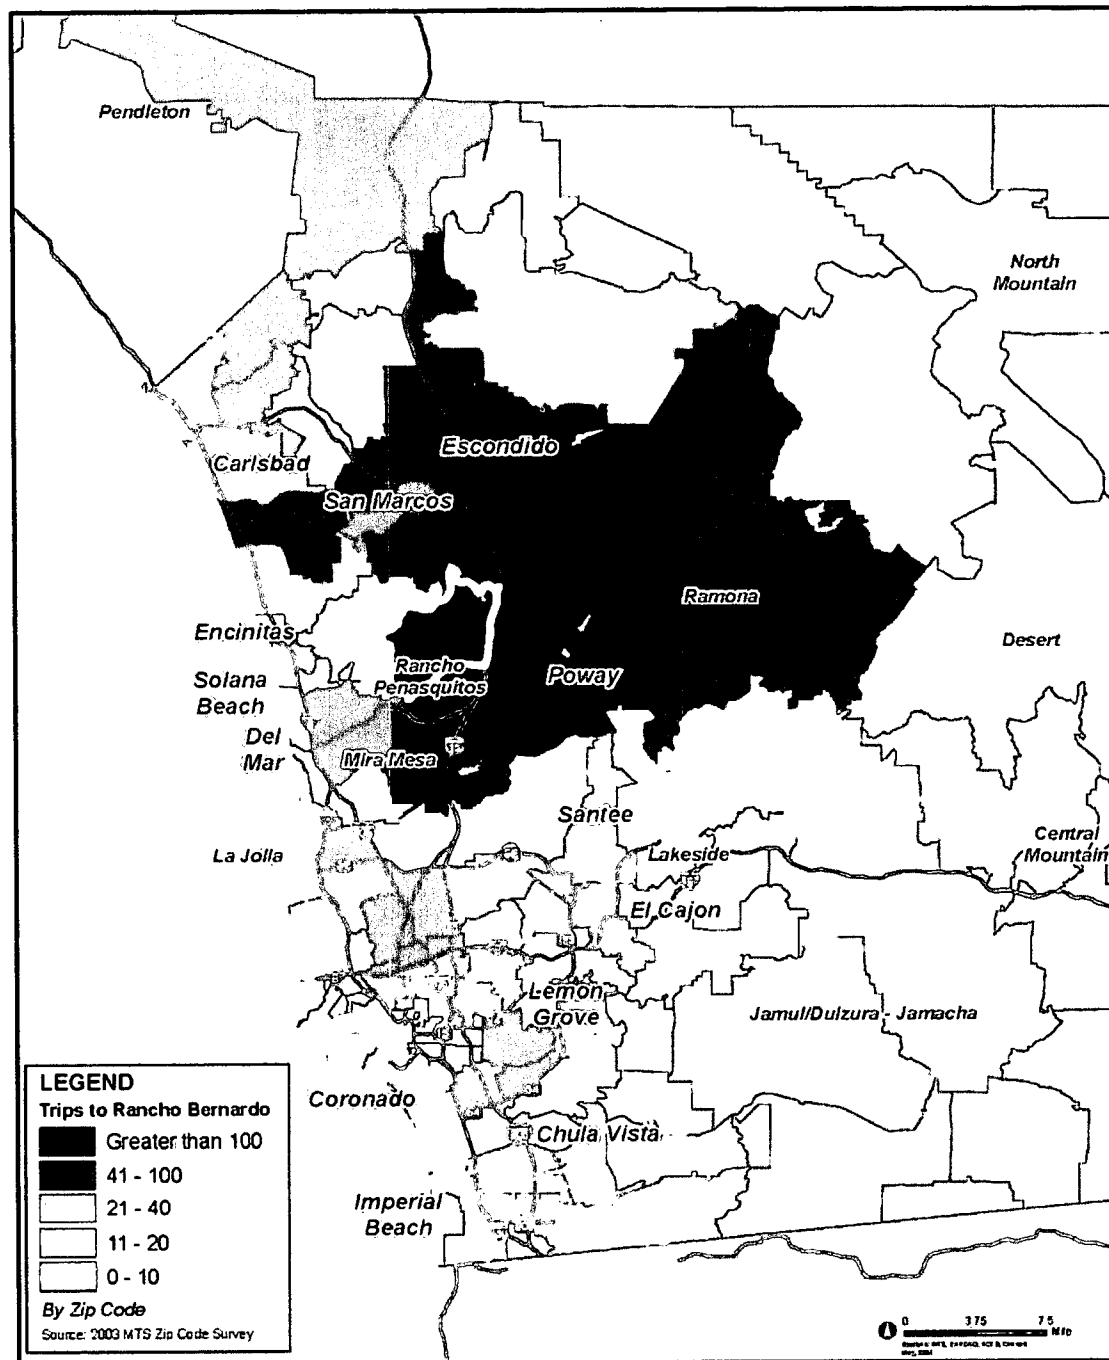 Pendleton
North
Mountain
Escondido
Carlsbad
San Marcos
Ramona
Encinitas
Desert
Rancho
Penasquitos
Poway
Solana
Beach
Del
Mar
Mira Mesa
Santee
Central
Mountain
La Jolla
Lakeside
El Cajon
Lemon
Grove
Jamul/Dulzura - Jamacha
Coronado
Chula Vista
Imperial
Beach
LEGEND
Trips to Rancho Bernardo
Greater than 100
41 - 100
21 - 40
11 - 20
0 - 10
By Zip Code
Source: 2003 MTS Zip Code Survey
0 3.75 7.5